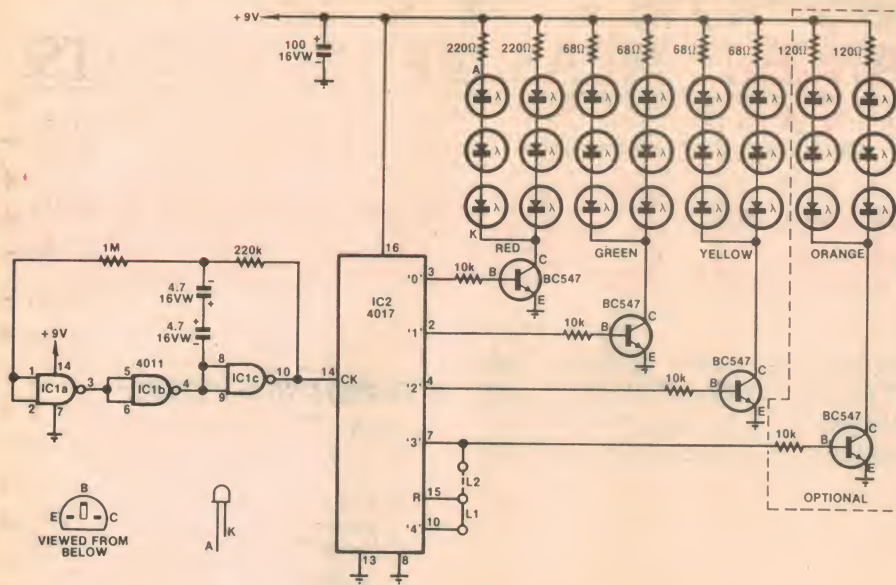 +9V
100
16VW
220Ω 220Ω 68Ω 68Ω 68Ω 68Ω 120Ω 120Ω
A
λ λ λ λ λ λ λ λ
λ λ λ λ λ λ λ λ
λ λ λ λ λ λ λ λ
K
RED GREEN YELLOW ORANGE
1M 220k
4.7
16VW
4.7
16VW
+9V
14
1
2
IC1a
7
3
4011
5
6
IC1b
4
8
9
IC1c
10
14 CK
16
IC2
4017
'0' 3 10k B C E BC547
'1' 2 10k B C E BC547
'2' 4 10k B C E BC547
'3' 7 10k B C E BC547
L2
R 15
L1
'4' 10
13 8
OPTIONAL
B
E C
VIEWED FROM
BELOW
K
A